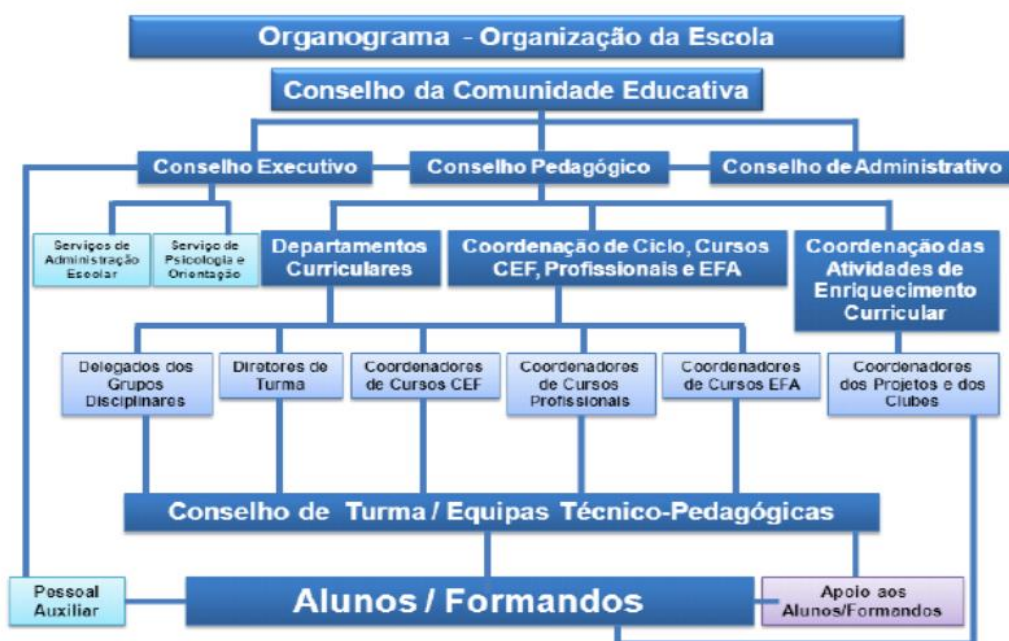 Organograma - Organização da Escola
Conselho da Comunidade Educativa
Conselho Executivo
Conselho Pedagógico
Conselho de Administrativo
Serviços de
Administração
Escolar
Serviço de
Psicologia e
Orientação
Departamentos
Curriculares
Coordenação de Ciclo, Cursos
CEF, Profissionais e EFA
Coordenação das
Atividades de
Enriquecimento
Curricular
Delegados dos
Grupos
Disciplinares
Diretores de
Turma
Coordenadores
de Cursos CEF
Coordenadores
de Cursos
Profissionais
Coordenadores
de Cursos EFA
Coordenadores
dos Projetos e dos
Clubes
Conselho de Turma / Equipas Técnico-Pedagógicas
Pessoal
Auxiliar
Alunos / Formandos
Apoio aos
Alunos/Formandos